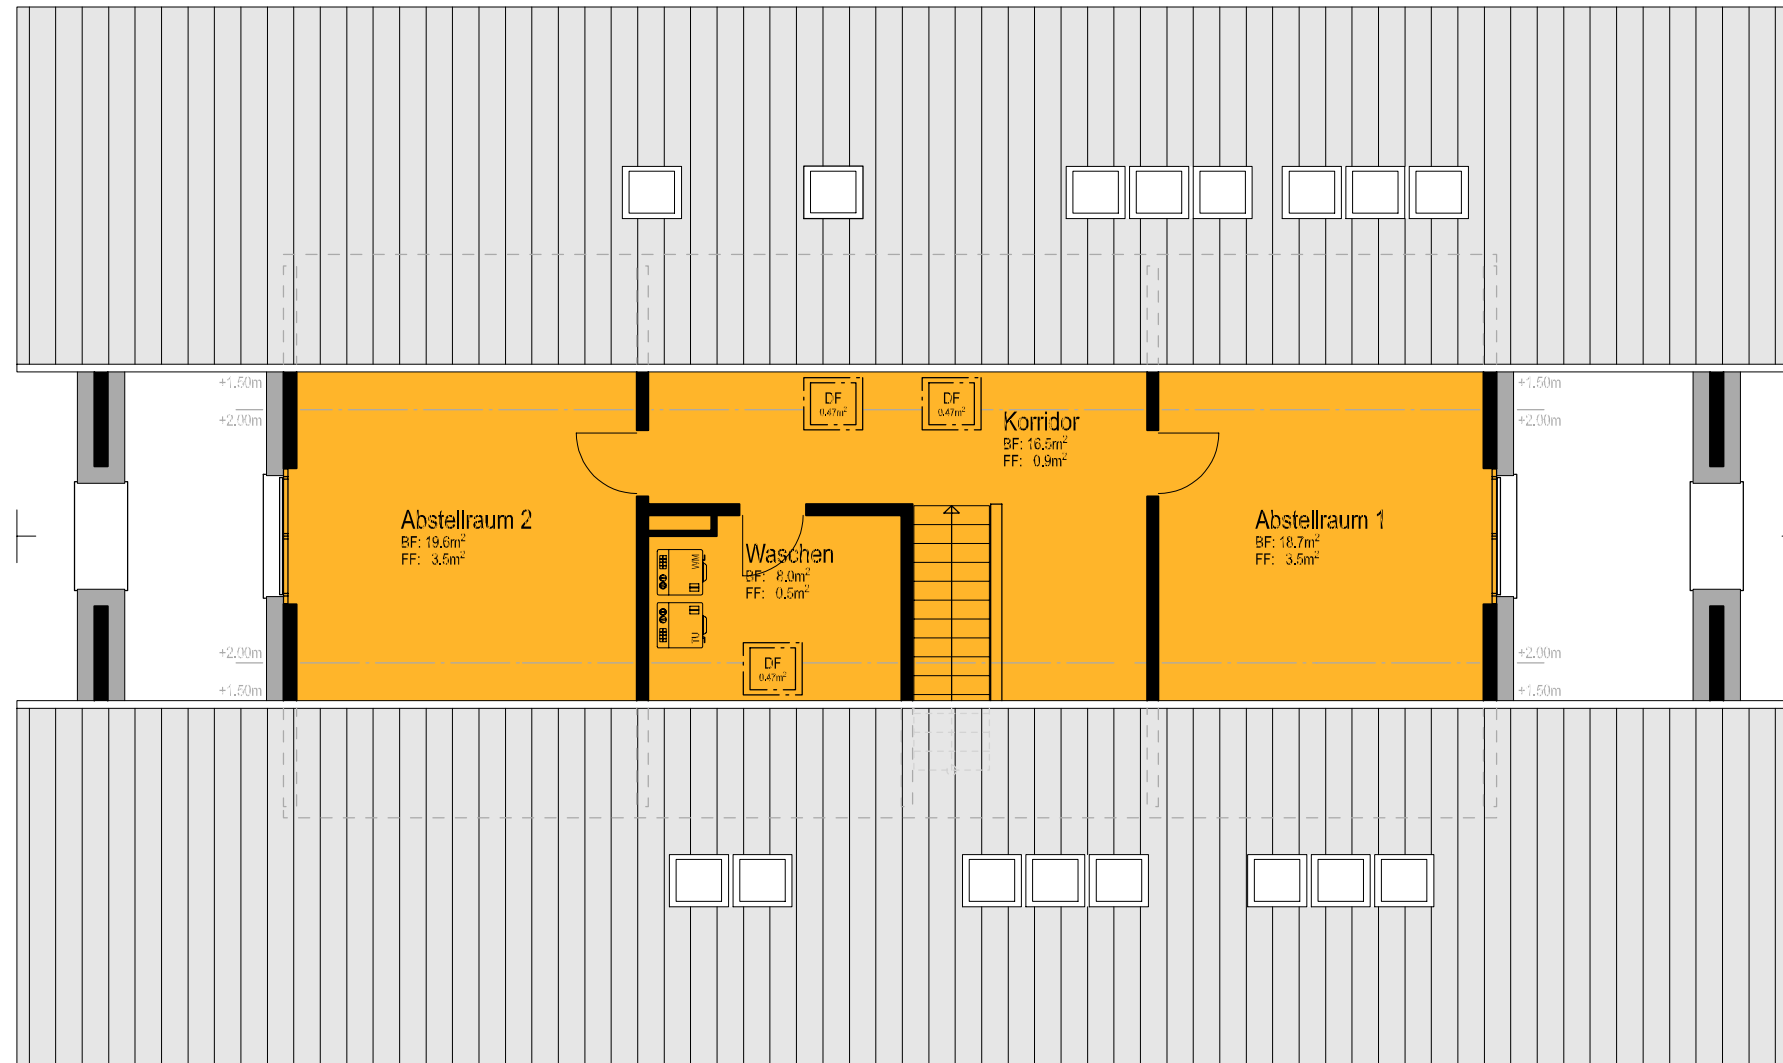 +1.50m
+2.00m
DF
0.47m²
DF
0.47m²
Korridor
BF: 16.5m²
FF: 0.9m²
+1.50m
+2.00m
Abstellraum 2
BF: 19.6m²
FF: 3.5m²
Waschen
BF: 8.0m²
FF: 0.5m²
WM
TU
Abstellraum 1
BF: 18.7m²
FF: 3.5m²
DF
0.47m²
+2.00m
+1.50m
+2.00m
+1.50m